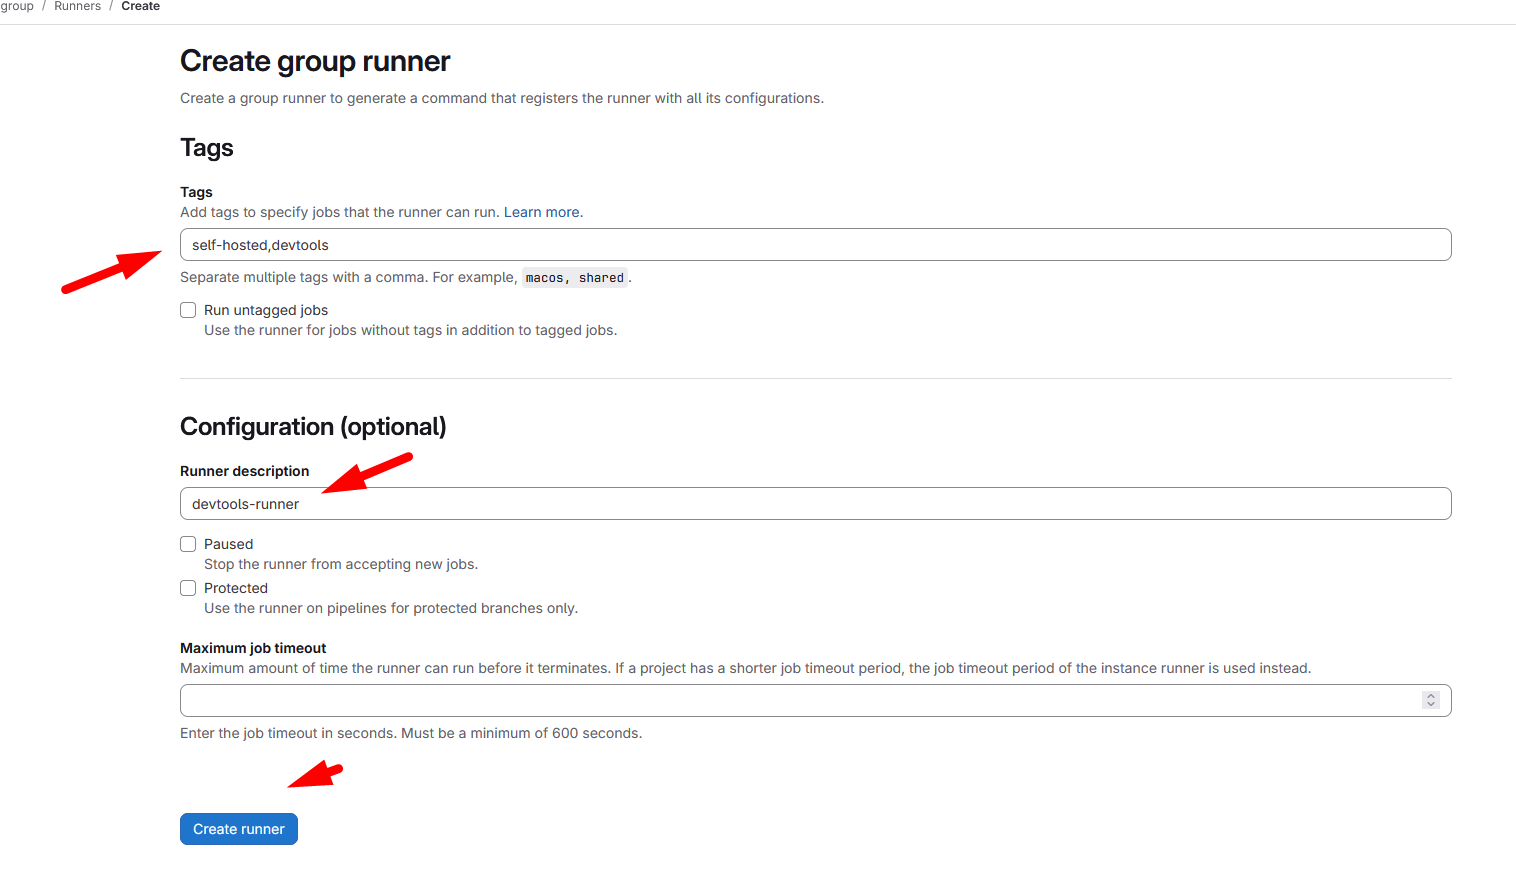 group / Runners / Create
Create group runner
Create a group runner to generate a command that registers the runner with all its configurations.
Tags
Tags
Add tags to specify jobs that the runner can run. Learn more.
self-hosted,devtools
Separate multiple tags with a comma. For example, macos, shared.
Run untagged jobs
Use the runner for jobs without tags in addition to tagged jobs.
Configuration (optional)
Runner description
devtools-runner
Paused
Stop the runner from accepting new jobs.
Protected
Use the runner on pipelines for protected branches only.
Maximum job timeout
Maximum amount of time the runner can run before it terminates. If a project has a shorter job timeout period, the job timeout period of the instance runner is used instead.
Enter the job timeout in seconds. Must be a minimum of 600 seconds.
Create runner